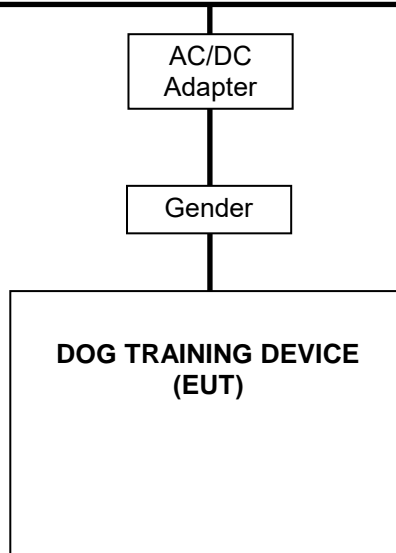 AC/DC
Adapter
Gender
DOG TRAINING DEVICE
(EUT)